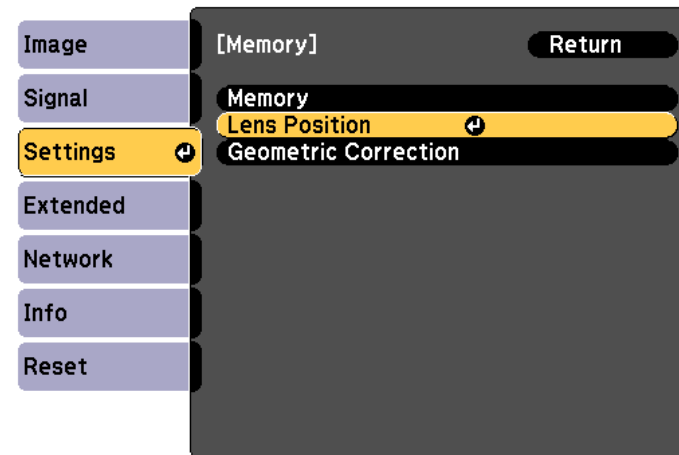 Image
Signal
Settings
Extended
Network
Info
Reset
[Memory]
Return
Memory
Lens Position
Geometric Correction